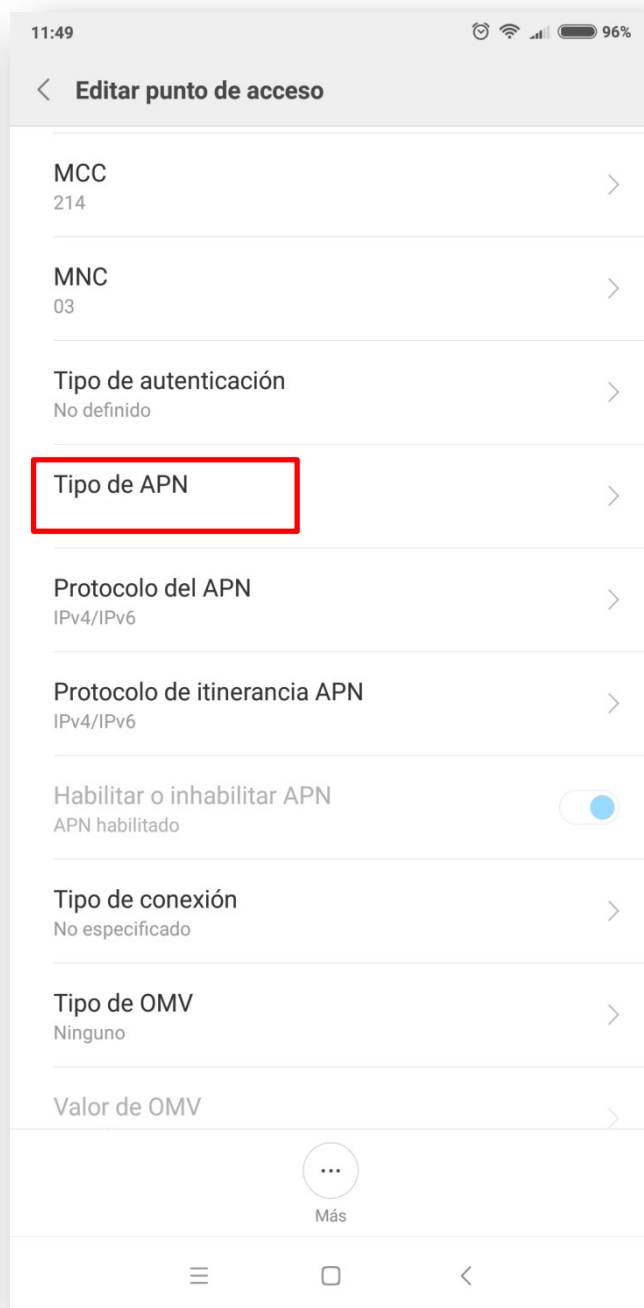 11:49
96%
Editar punto de acceso
MCC
214
MNC
03
Tipo de autenticación
No definido
Tipo de APN
Protocolo del APN
IPv4/IPv6
Protocolo de itinerancia APN
IPv4/IPv6
Habilitar o inhabilitar APN
APN habilitado
Tipo de conexión
No especificado
Tipo de OMV
Ninguno
Valor de OMV
Más